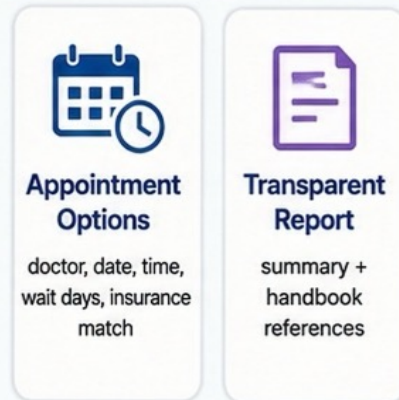 Appointment
Options
doctor, date, time,
wait days, insurance
match
Transparent
Report
summary +
handbook
references